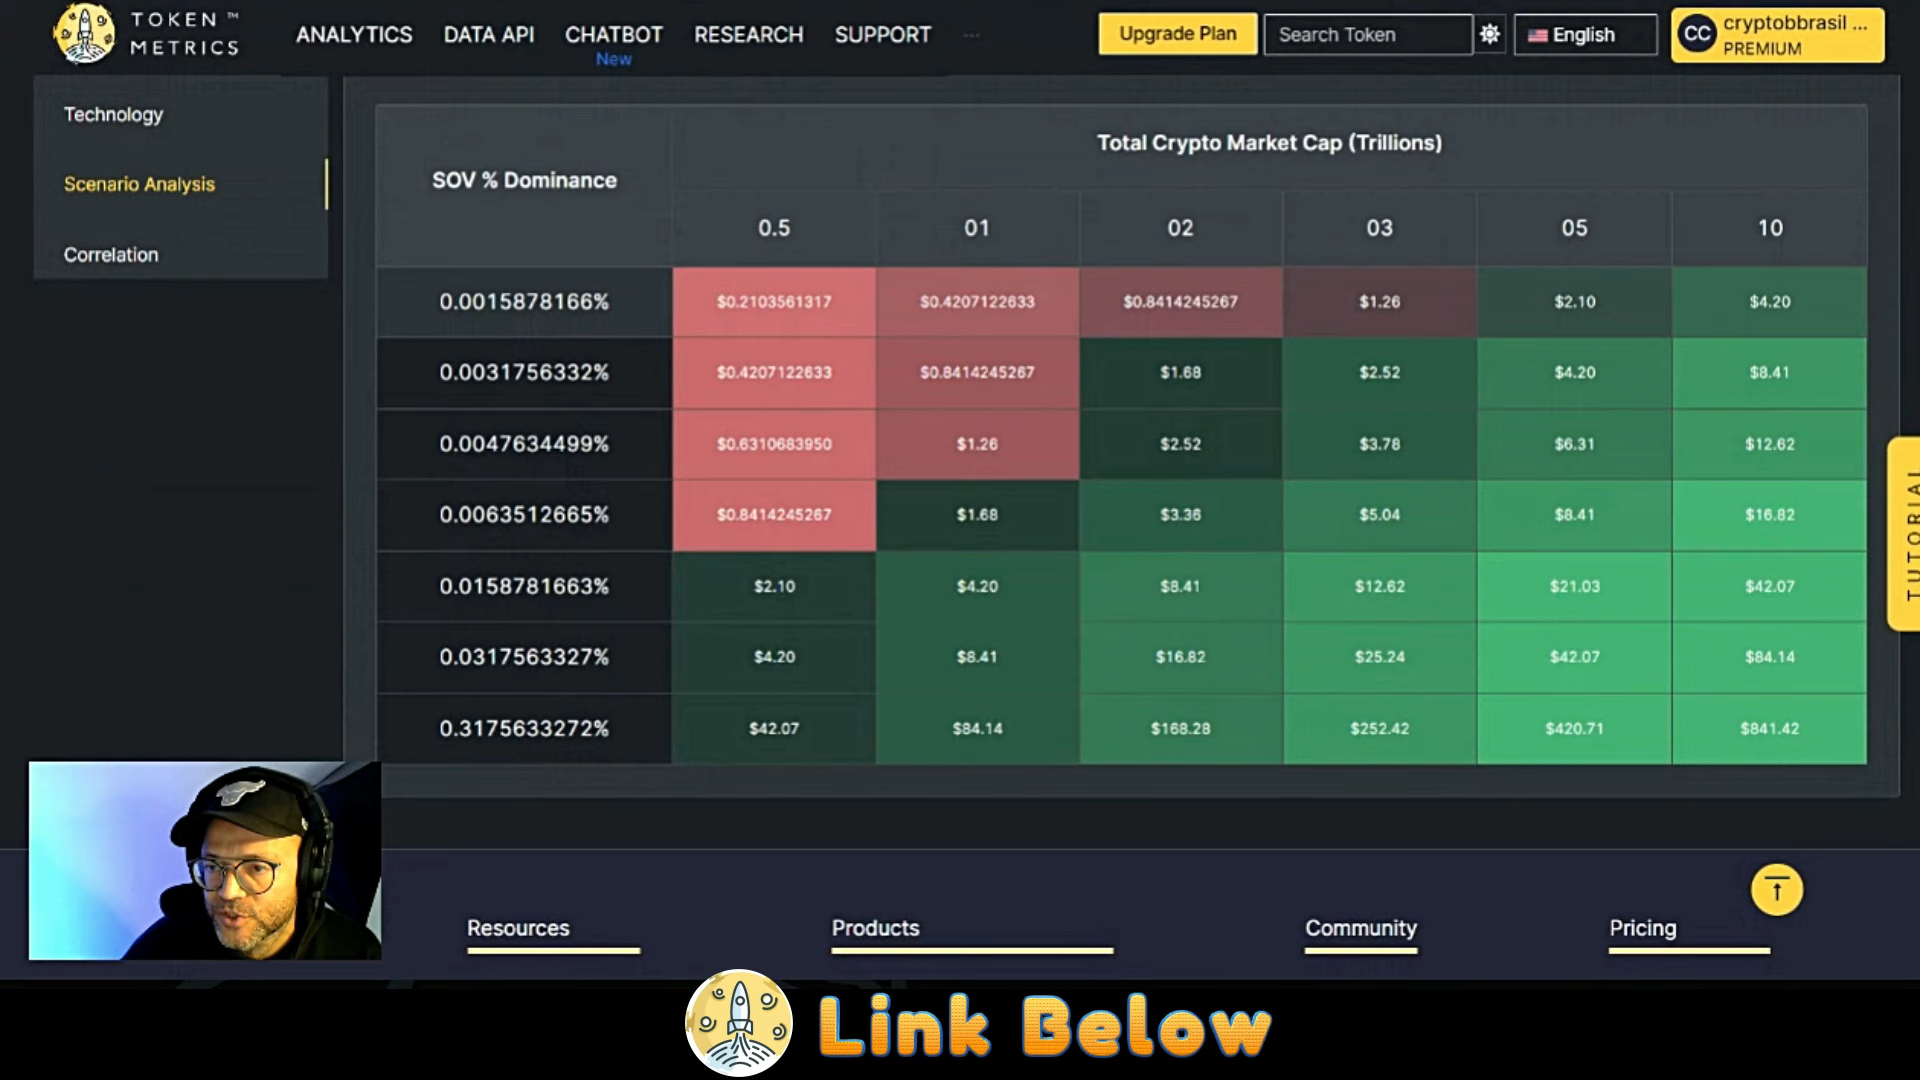 TOKEN ™
METRICS
ANALYTICS DATA API CHATBOT RESEARCH SUPPORT ...
New
Upgrade Plan Search Token English
CC cryptobbrasil ...
PREMIUM
Technology
Scenario Analysis
Correlation
SOV % Dominance
Total Crypto Market Cap (Trillions)
0.5 01 02 03 05 10
0.0015878166% $0.2103561317 $0.4207122633 $0.8414245267 $1.26 $2.10 $4.20
0.0031756332% $0.4207122633 $0.8414245267 $1.68 $2.52 $4.20 $8.41
0.0047634499% $0.6310683950 $1.26 $2.52 $3.78 $6.31 $12.62
0.0063512665% $0.8414245267 $1.68 $3.36 $5.04 $8.41 $16.82
0.0158781663% $2.10 $4.20 $8.41 $12.62 $21.03 $42.07
0.0317563327% $4.20 $8.41 $16.82 $25.24 $42.07 $84.14
0.3175633272% $42.07 $84.14 $168.28 $252.42 $420.71 $841.42
TUTORIAL
Resources Products Community Pricing
Link Below